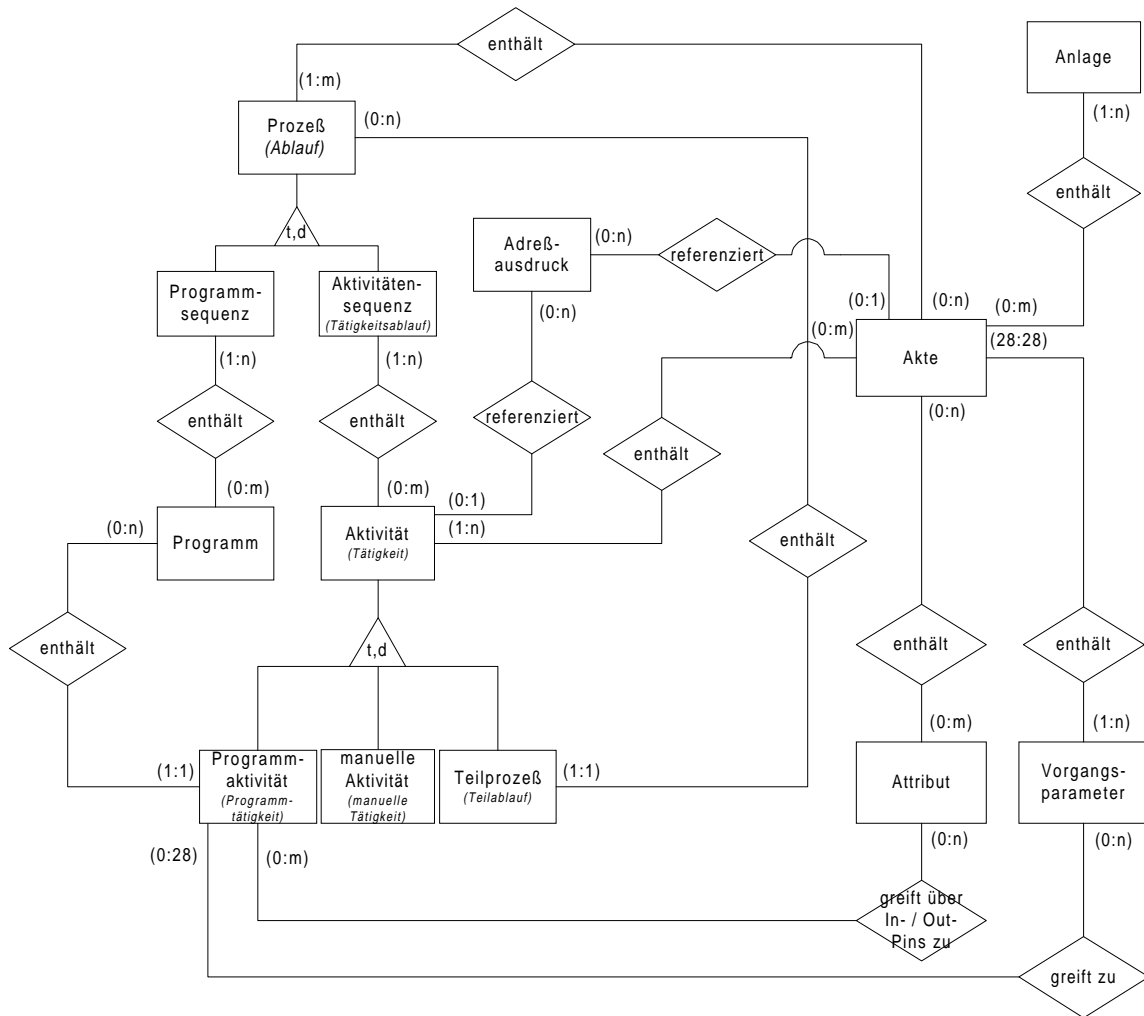 enthält
Anlage
(1:m)
(0:n)
(1:n)
Prozeß
(Ablauf)
enthält
t,d
Adreß-
ausdruck
(0:n)
referenziert
Programm-
sequenz
Aktivitäten-
sequenz
(Tätigkeitsablauf)
(0:n)
(0:1)
(0:n)
(0:m)
(0:m)
(28:28)
Akte
(1:n)
(1:n)
(0:n)
enthält
enthält
referenziert
enthält
(0:m)
(0:m)
(0:1)
(0:n)
(1:n)
Programm
Aktivität
(Tätigkeit)
enthält
enthält
t,d
enthält
enthält
(0:m)
(1:n)
(1:1)
Programm-
aktivität
(Programm-
tätigkeit)
manuelle
Aktivität
(manuelle
Tätigkeit)
Teilprozeß
(Teilablauf)
(1:1)
Attribut
Vorgangs-
parameter
(0:28)
(0:m)
(0:n)
(0:n)
greift über
In- / Out-
Pins zu
greift zu